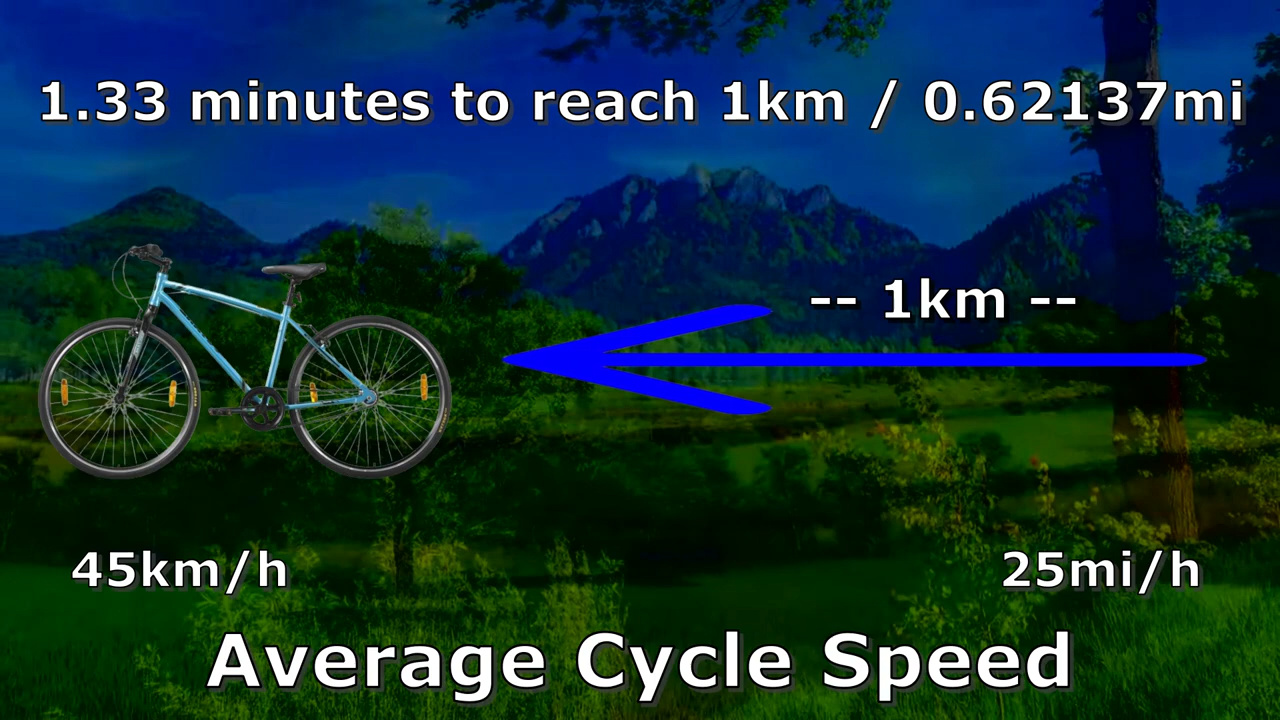 1.33 minutes to reach 1km / 0.62137mi
-- 1km --
45km/h
25mi/h
Average Cycle Speed